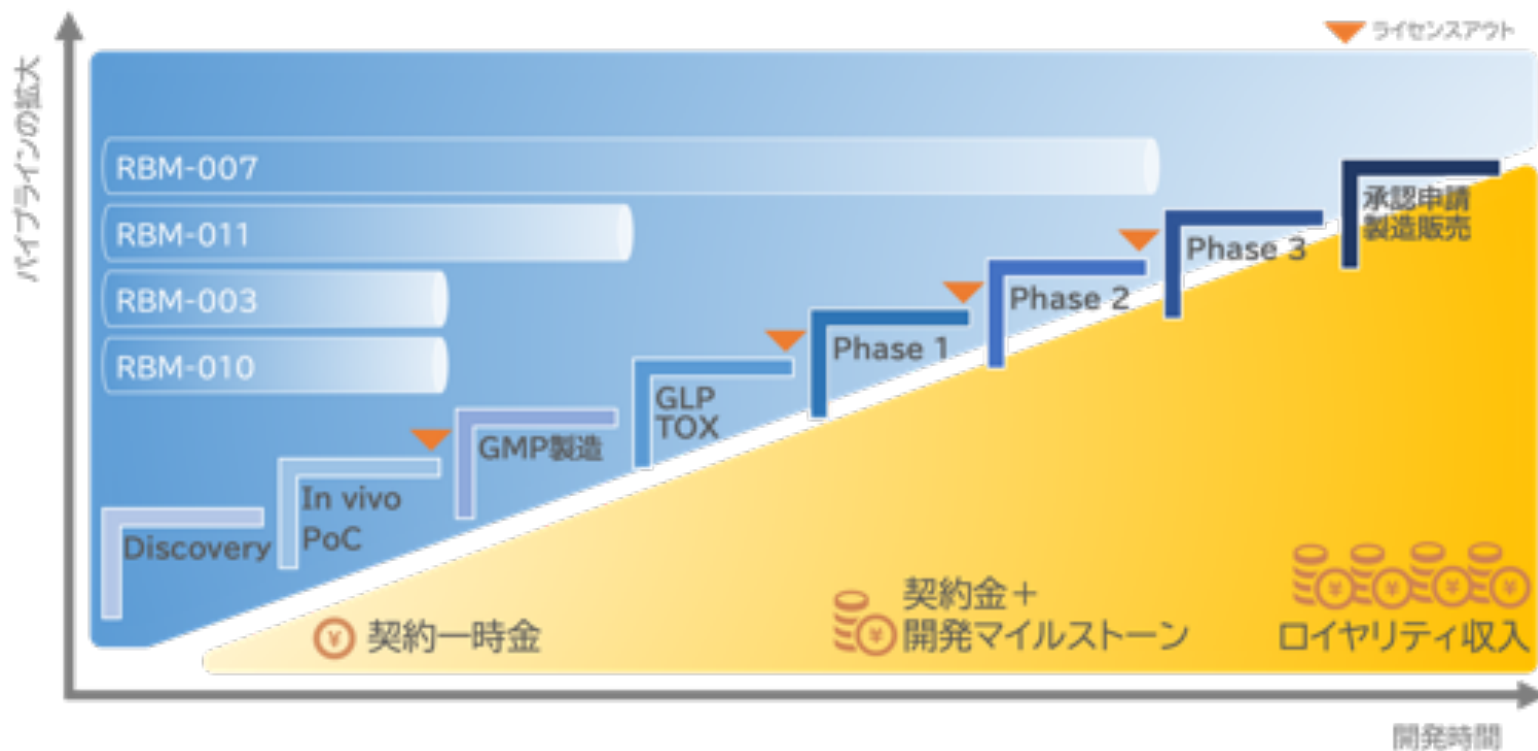 ライセンスアウト
パイプラインの拡大
RBM-007
RBM-011
RBM-003
RBM-010
Discovery
In vivo
PoC
GMP製造
GLP
TOX
Phase 1
Phase 2
Phase 3
承認申請
製造販売
¥ 契約一時金
¥ 契約金＋
開発マイルストーン
¥ ¥ ¥ ¥
ロイヤリティ収入
開発時間